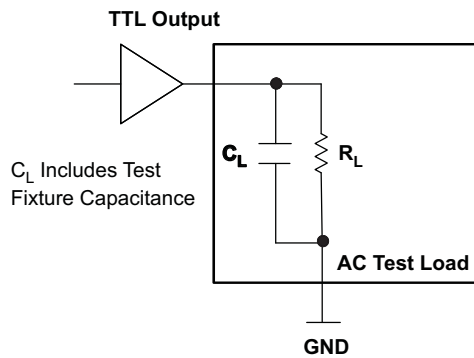 TTL Output
C_L
R_L
C_L Includes Test
Fixture Capacitance
AC Test Load
GND